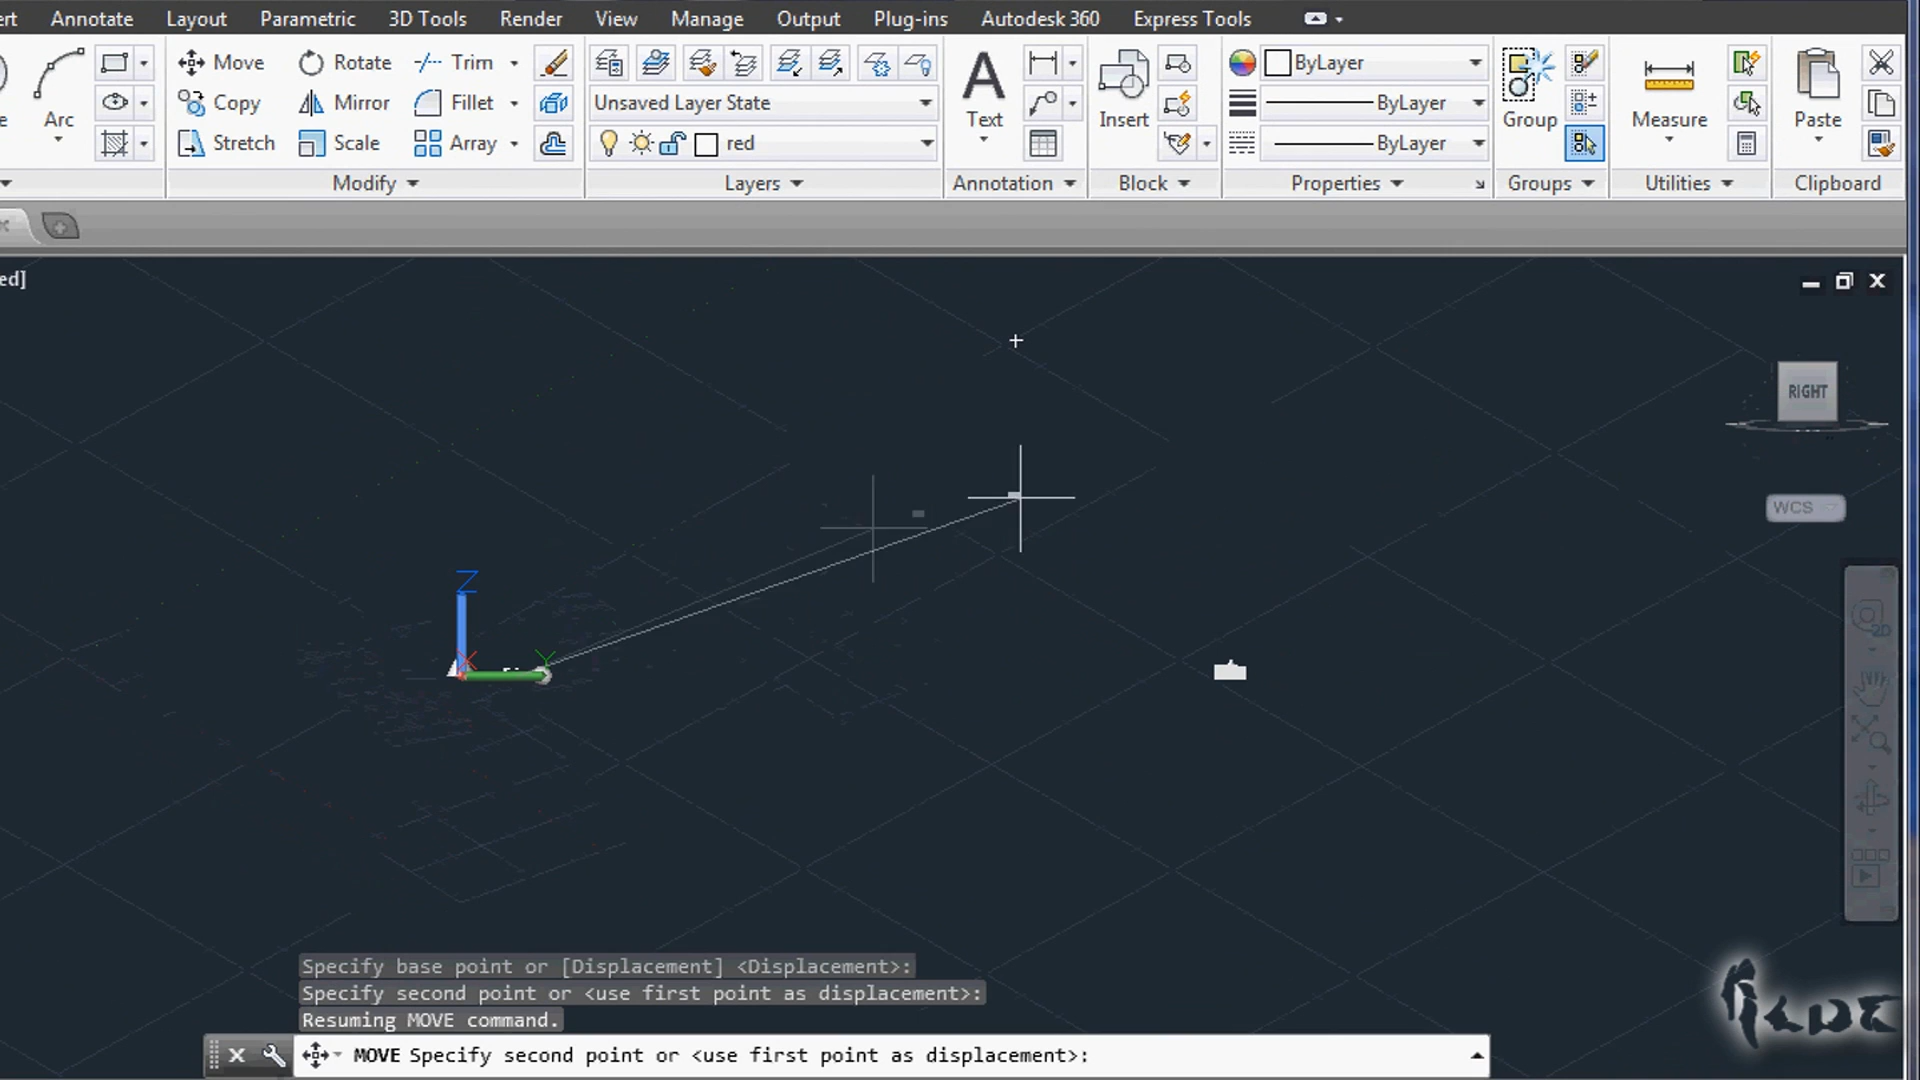 Annotate Layout Parametric 3D Tools Render View Manage Output Plug-ins Autodesk 360 Express Tools
Arc
Move Rotate Trim
Copy Mirror Fillet
Stretch Scale Array
Modify
Unsaved Layer State
red
Layers
Text
Annotation
Insert
Block
ByLayer
ByLayer
ByLayer
Properties
Group
Groups
Measure
Utilities
Paste
Clipboard
ed]
RIGHT
WCS
2D
Z
X
Y
Specify base point or [Displacement] <Displacement>:
Specify second point or <use first point as displacement>:
Resuming MOVE command.
MOVE Specify second point or <use first point as displacement>: